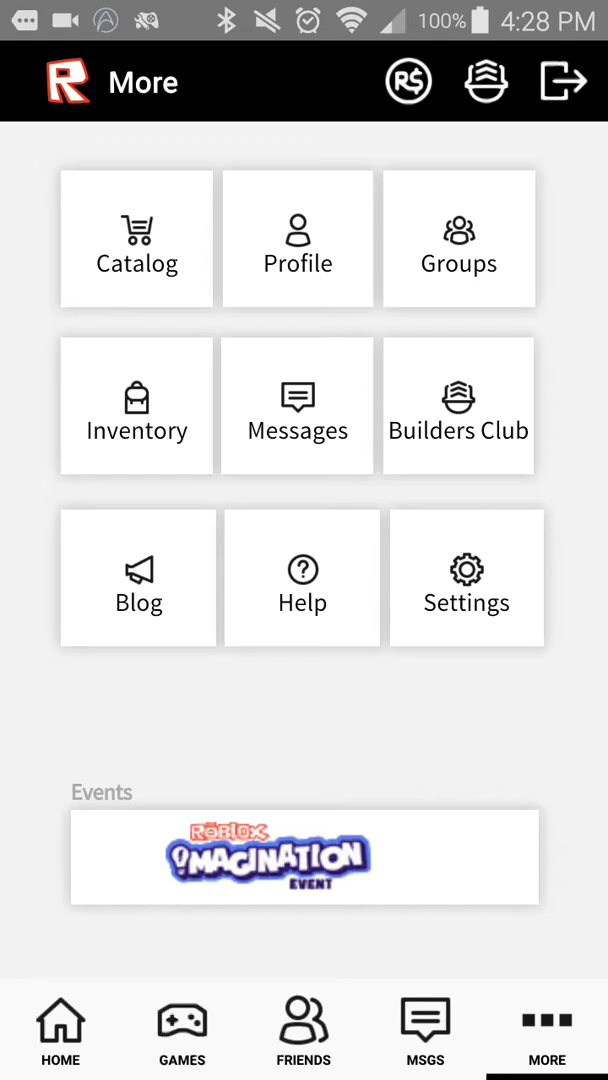 100% 4:28 PM
R More R$
Catalog Profile Groups
Inventory Messages Builders Club
Blog Help Settings
Events
ROBLOX
IMAGINATION
EVENT
HOME GAMES FRIENDS MSGS MORE